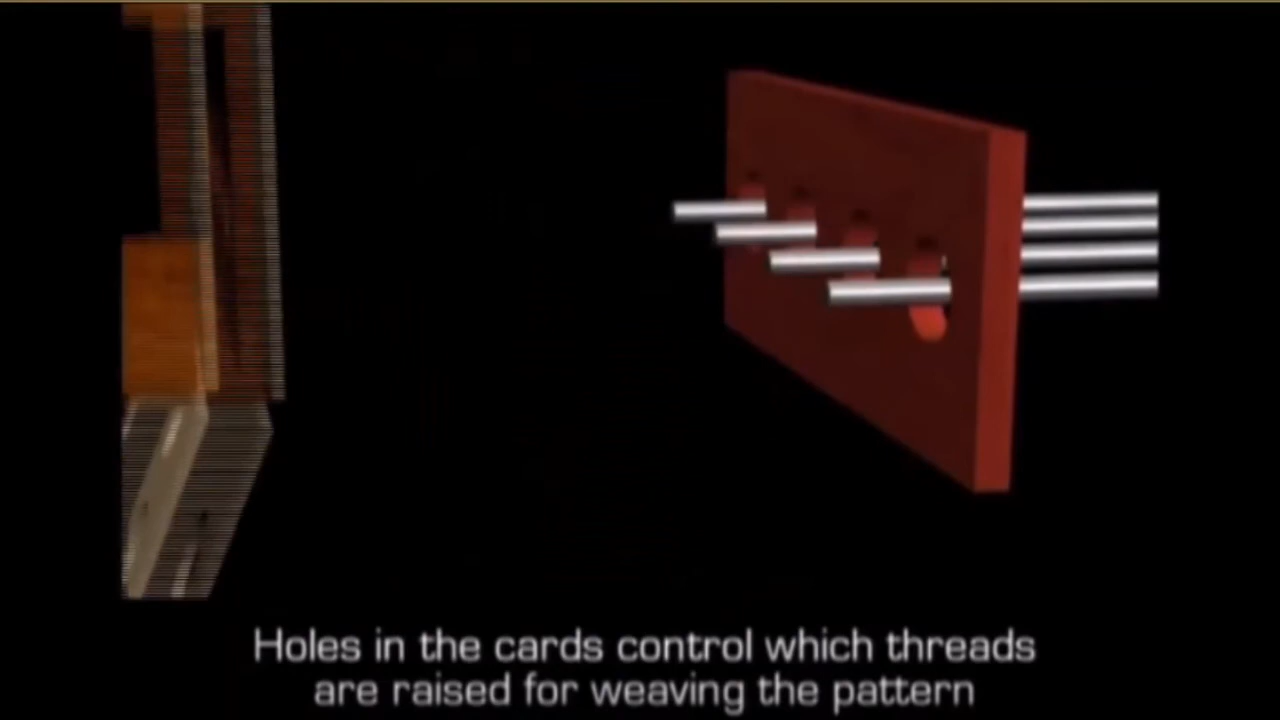 Holes in the cards control which threads
are raised for weaving the pattern